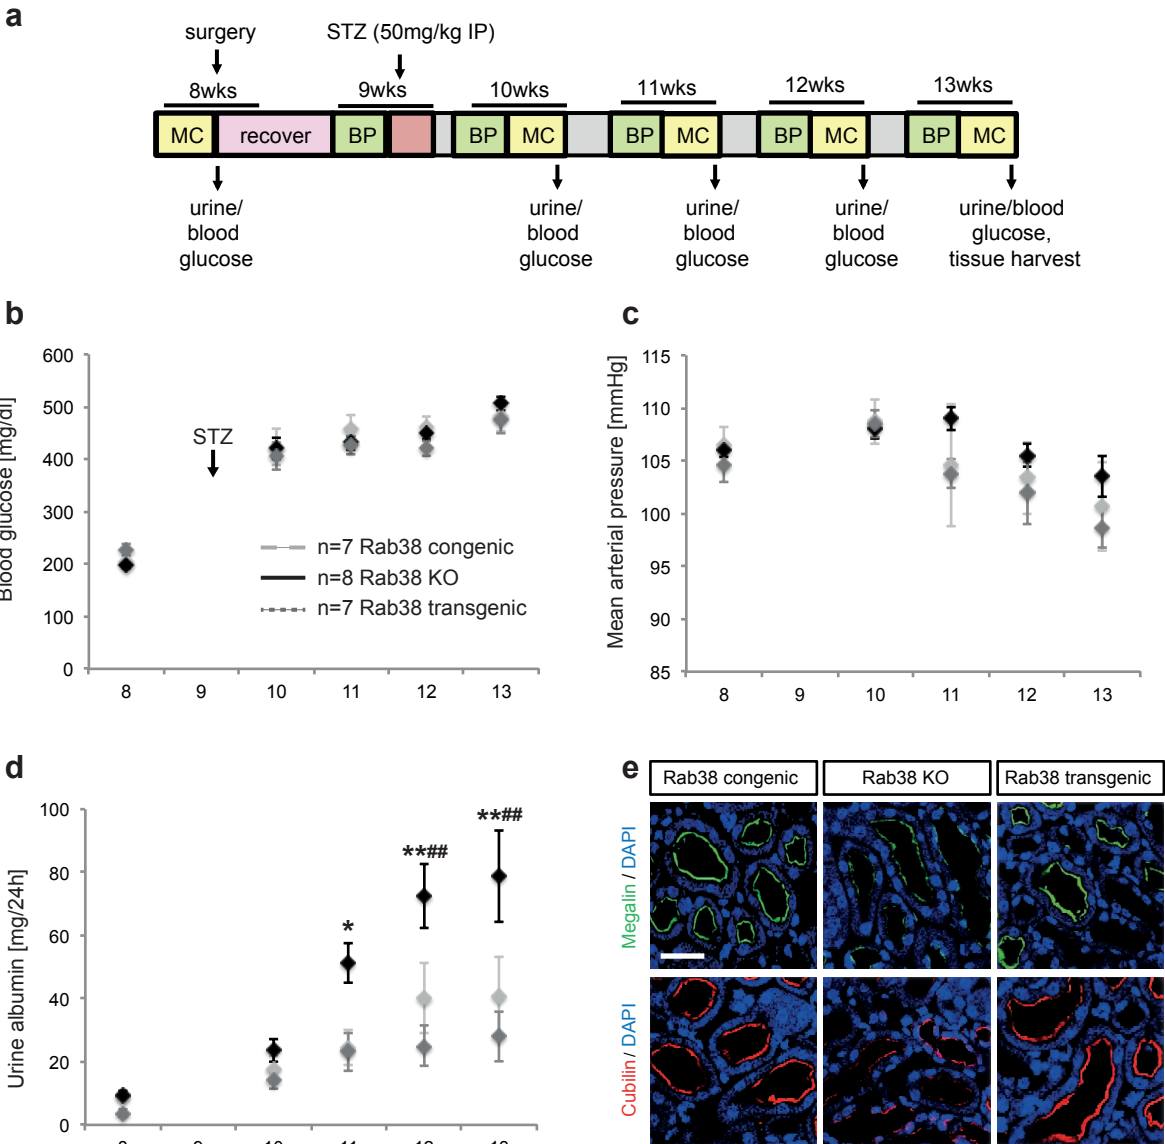 a
surgery
STZ (50mg/kg IP)
8wks
9wks
10wks
11wks
12wks
13wks
MC
recover
BP
BP
MC
BP
MC
BP
MC
BP
MC
urine/
blood
glucose
urine/
blood
glucose
urine/
blood
glucose
urine/
blood
glucose
urine/blood
glucose,
tissue harvest
b
Blood glucose [mg/dl]
600
500
400
300
200
100
0
STZ
n=7 Rab38 congenic
n=8 Rab38 KO
n=7 Rab38 transgenic
8
9
10
11
12
13
c
Mean arterial pressure [mmHg]
115
110
105
100
95
90
85
8
9
10
11
12
13
d
Urine albumin [mg/24h]
100
80
60
40
20
0
*
**##
**##
e
Rab38 congenic
Rab38 KO
Rab38 transgenic
Megalin / DAPI
Cubilin / DAPI